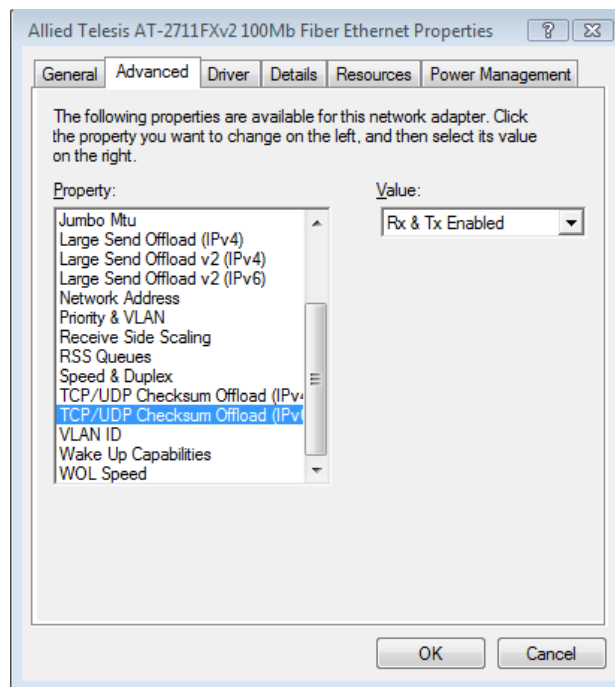 Allied Telesis AT-2711FXv2 100Mb Fiber Ethernet Properties
General Advanced Driver Details Resources Power Management
The following properties are available for this network adapter. Click
the property you want to change on the left, and then select its value
on the right.
Property:
Jumbo Mtu
Large Send Offload (IPv4)
Large Send Offload v2 (IPv4)
Large Send Offload v2 (IPv6)
Network Address
Priority & VLAN
Receive Side Scaling
RSS Queues
Speed & Duplex
TCP/UDP Checksum Offload (IPv4
TCP/UDP Checksum Offload (IPv6
VLAN ID
Wake Up Capabilities
WOL Speed
Value:
Rx & Tx Enabled
OK Cancel